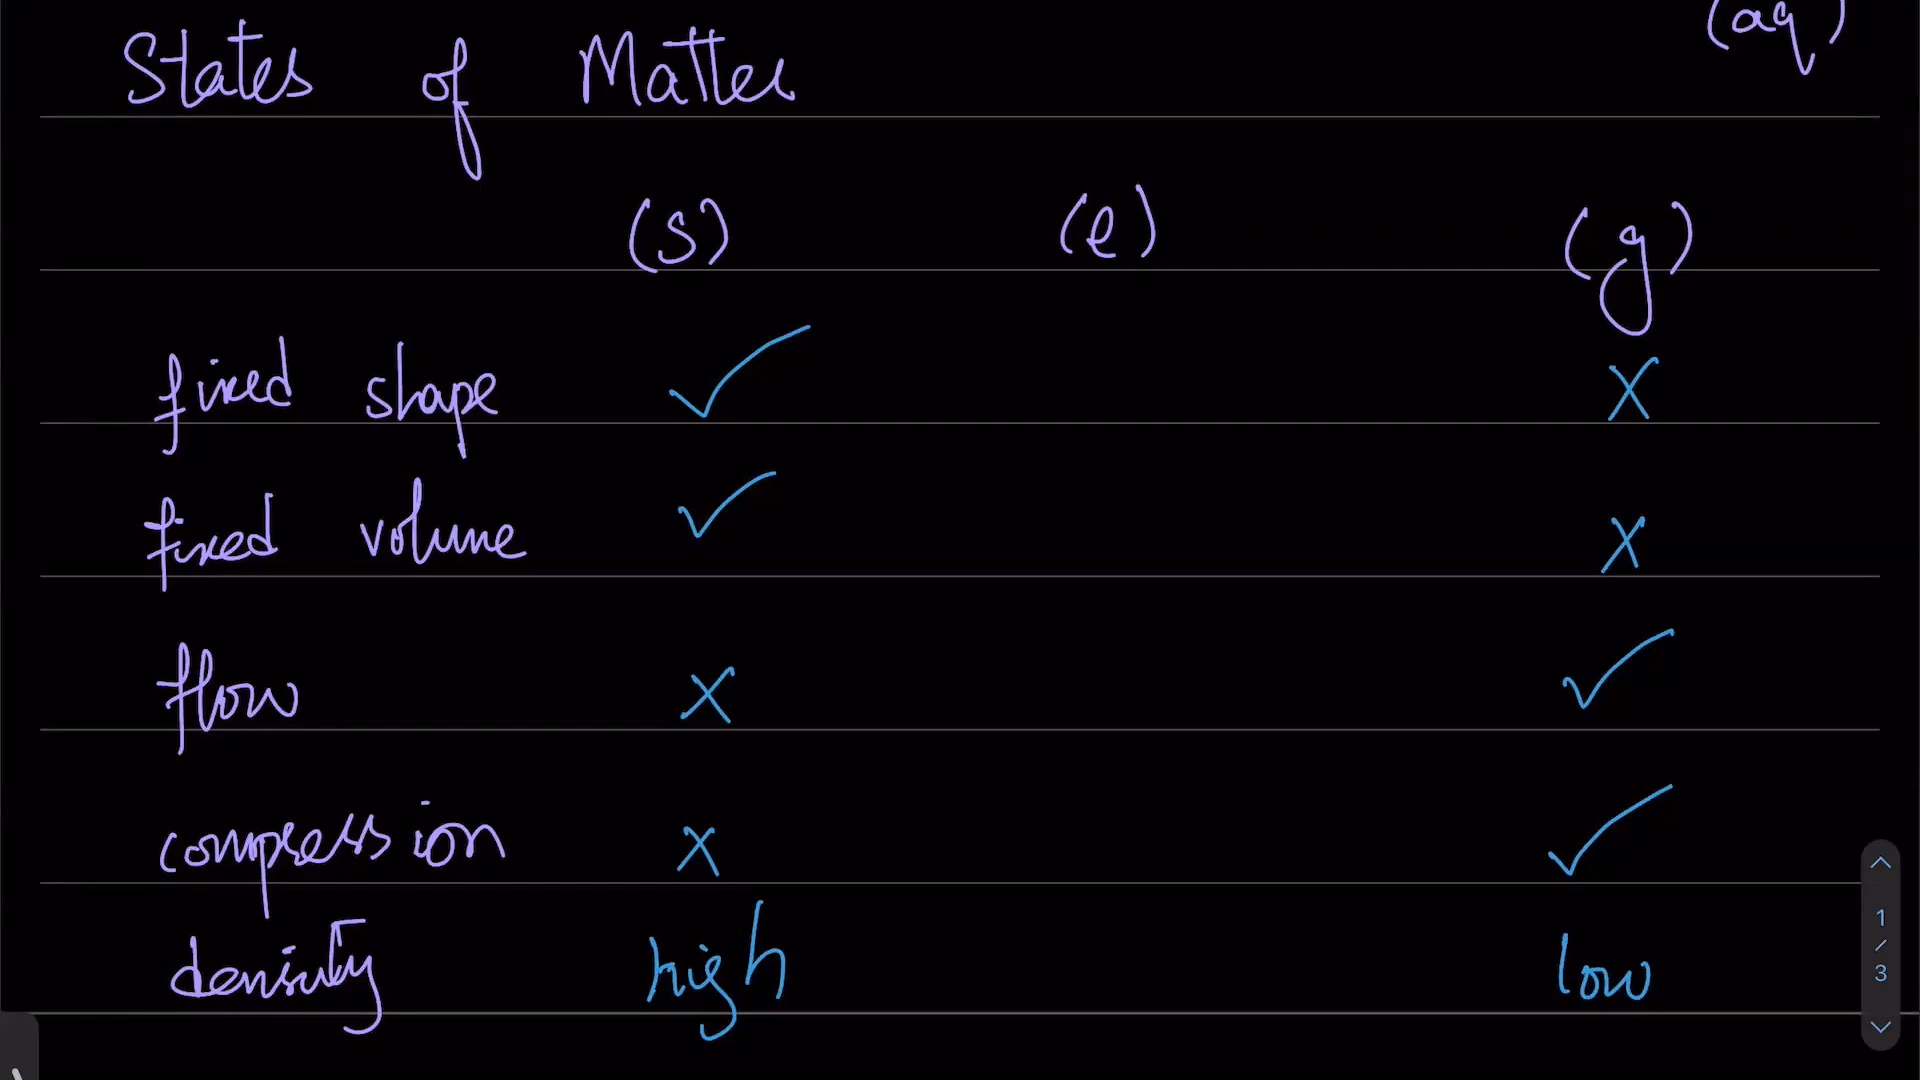 (aq)
States of Matter
(s) (l) (g)
fixed shape ✓ X
fixed volume ✓ X
flow X ✓
compression X ✓
density high low
1
/
3